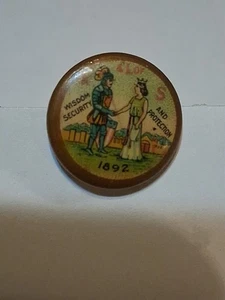 WISDOM
SECURITY
AND
PROTECTION
S
1892